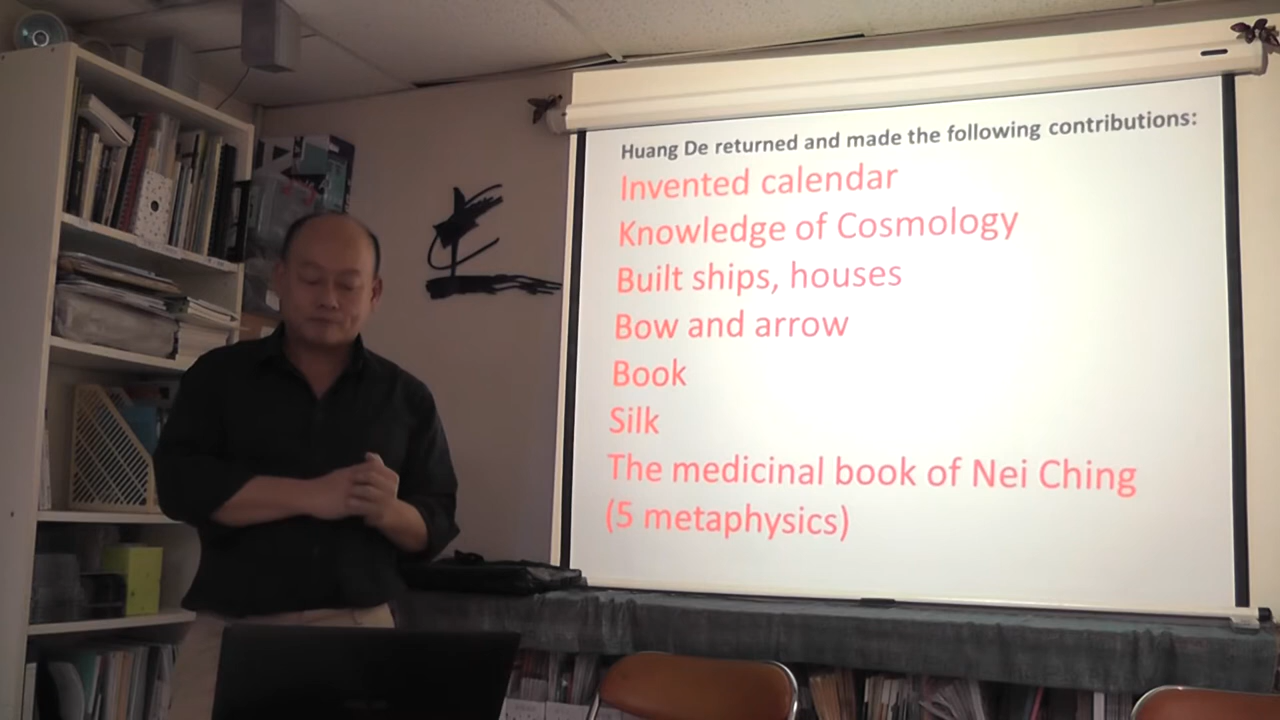 Huang De returned and made the following contributions:
Invented calendar
Knowledge of Cosmology
Built ships, houses
Bow and arrow
Book
Silk
The medicinal book of Nei Ching
(5 metaphysics)